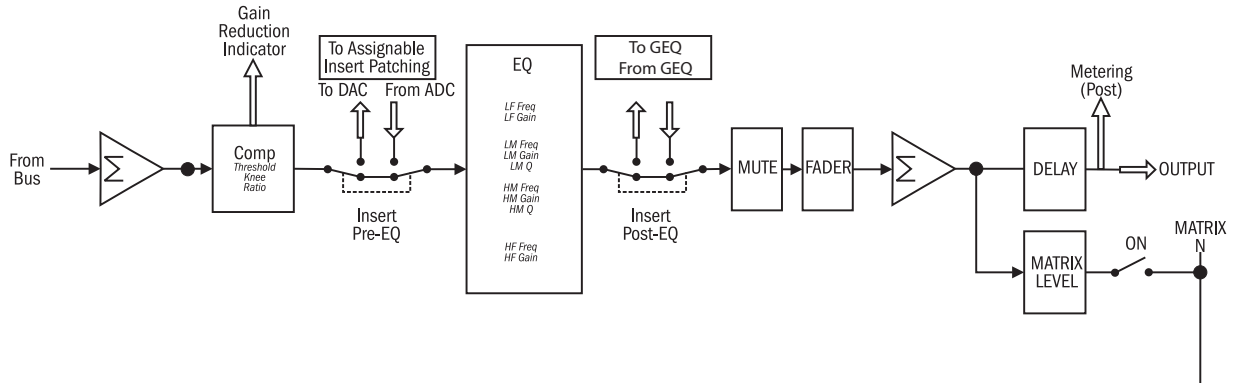 Gain
Reduction
Indicator
To Assignable
Insert Patching
To DAC
From ADC
From
Bus
Σ
Comp
Threshold
Knee
Ratio
Insert
Pre-EQ
EQ
LF Freq
LF Gain
LM Freq
LM Gain
LM Q
HM Freq
HM Gain
HM Q
HF Freq
HF Gain
To GEQ
From GEQ
Insert
Post-EQ
MUTE
FADER
Σ
DELAY
Metering
(Post)
OUTPUT
MATRIX
LEVEL
ON
MATRIX
N